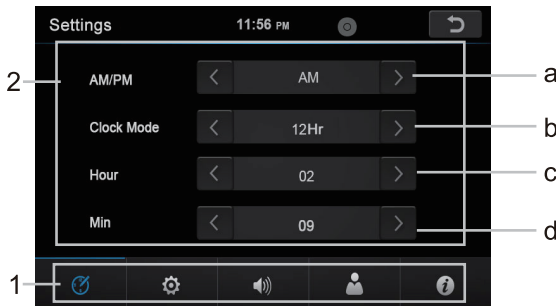 Settings 11:56 PM
2 AM/PM AM a
Clock Mode 12Hr b
Hour 02 c
Min 09 d
1